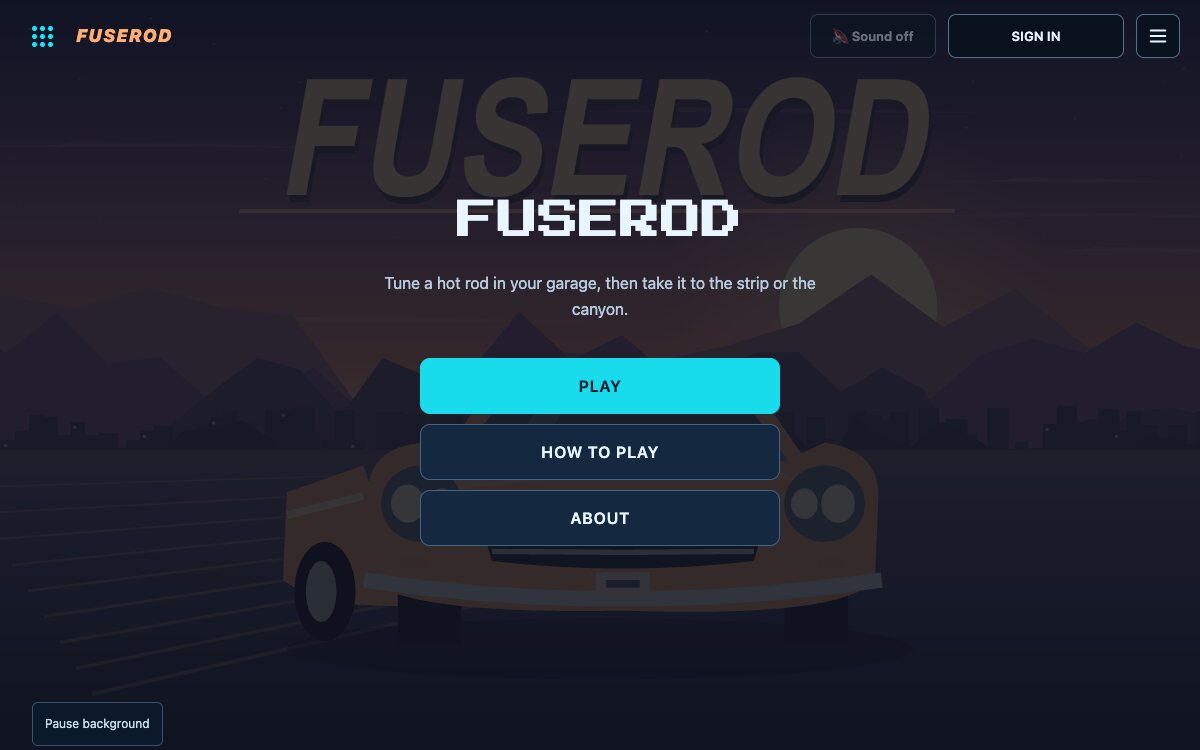 FUSEROD
Sound off
SIGN IN
FUSEROD
FUSEROD
Tune a hot rod in your garage, then take it to the strip or the
canyon.
PLAY
HOW TO PLAY
ABOUT
Pause background